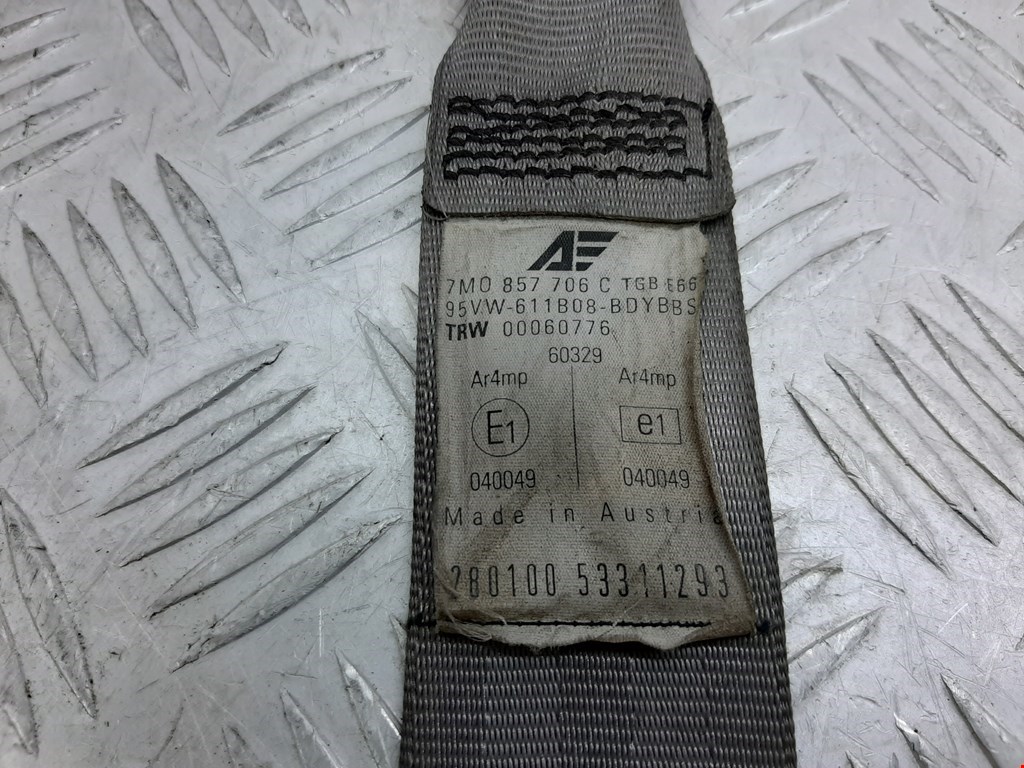 AE
7M0 857 706 C TGB E66
95VW-611B08-BDYBBS
TRW 00060776
60329
Ar4mp Ar4mp
E1 e1
040049 040049
Made in Austria
280100 53311293